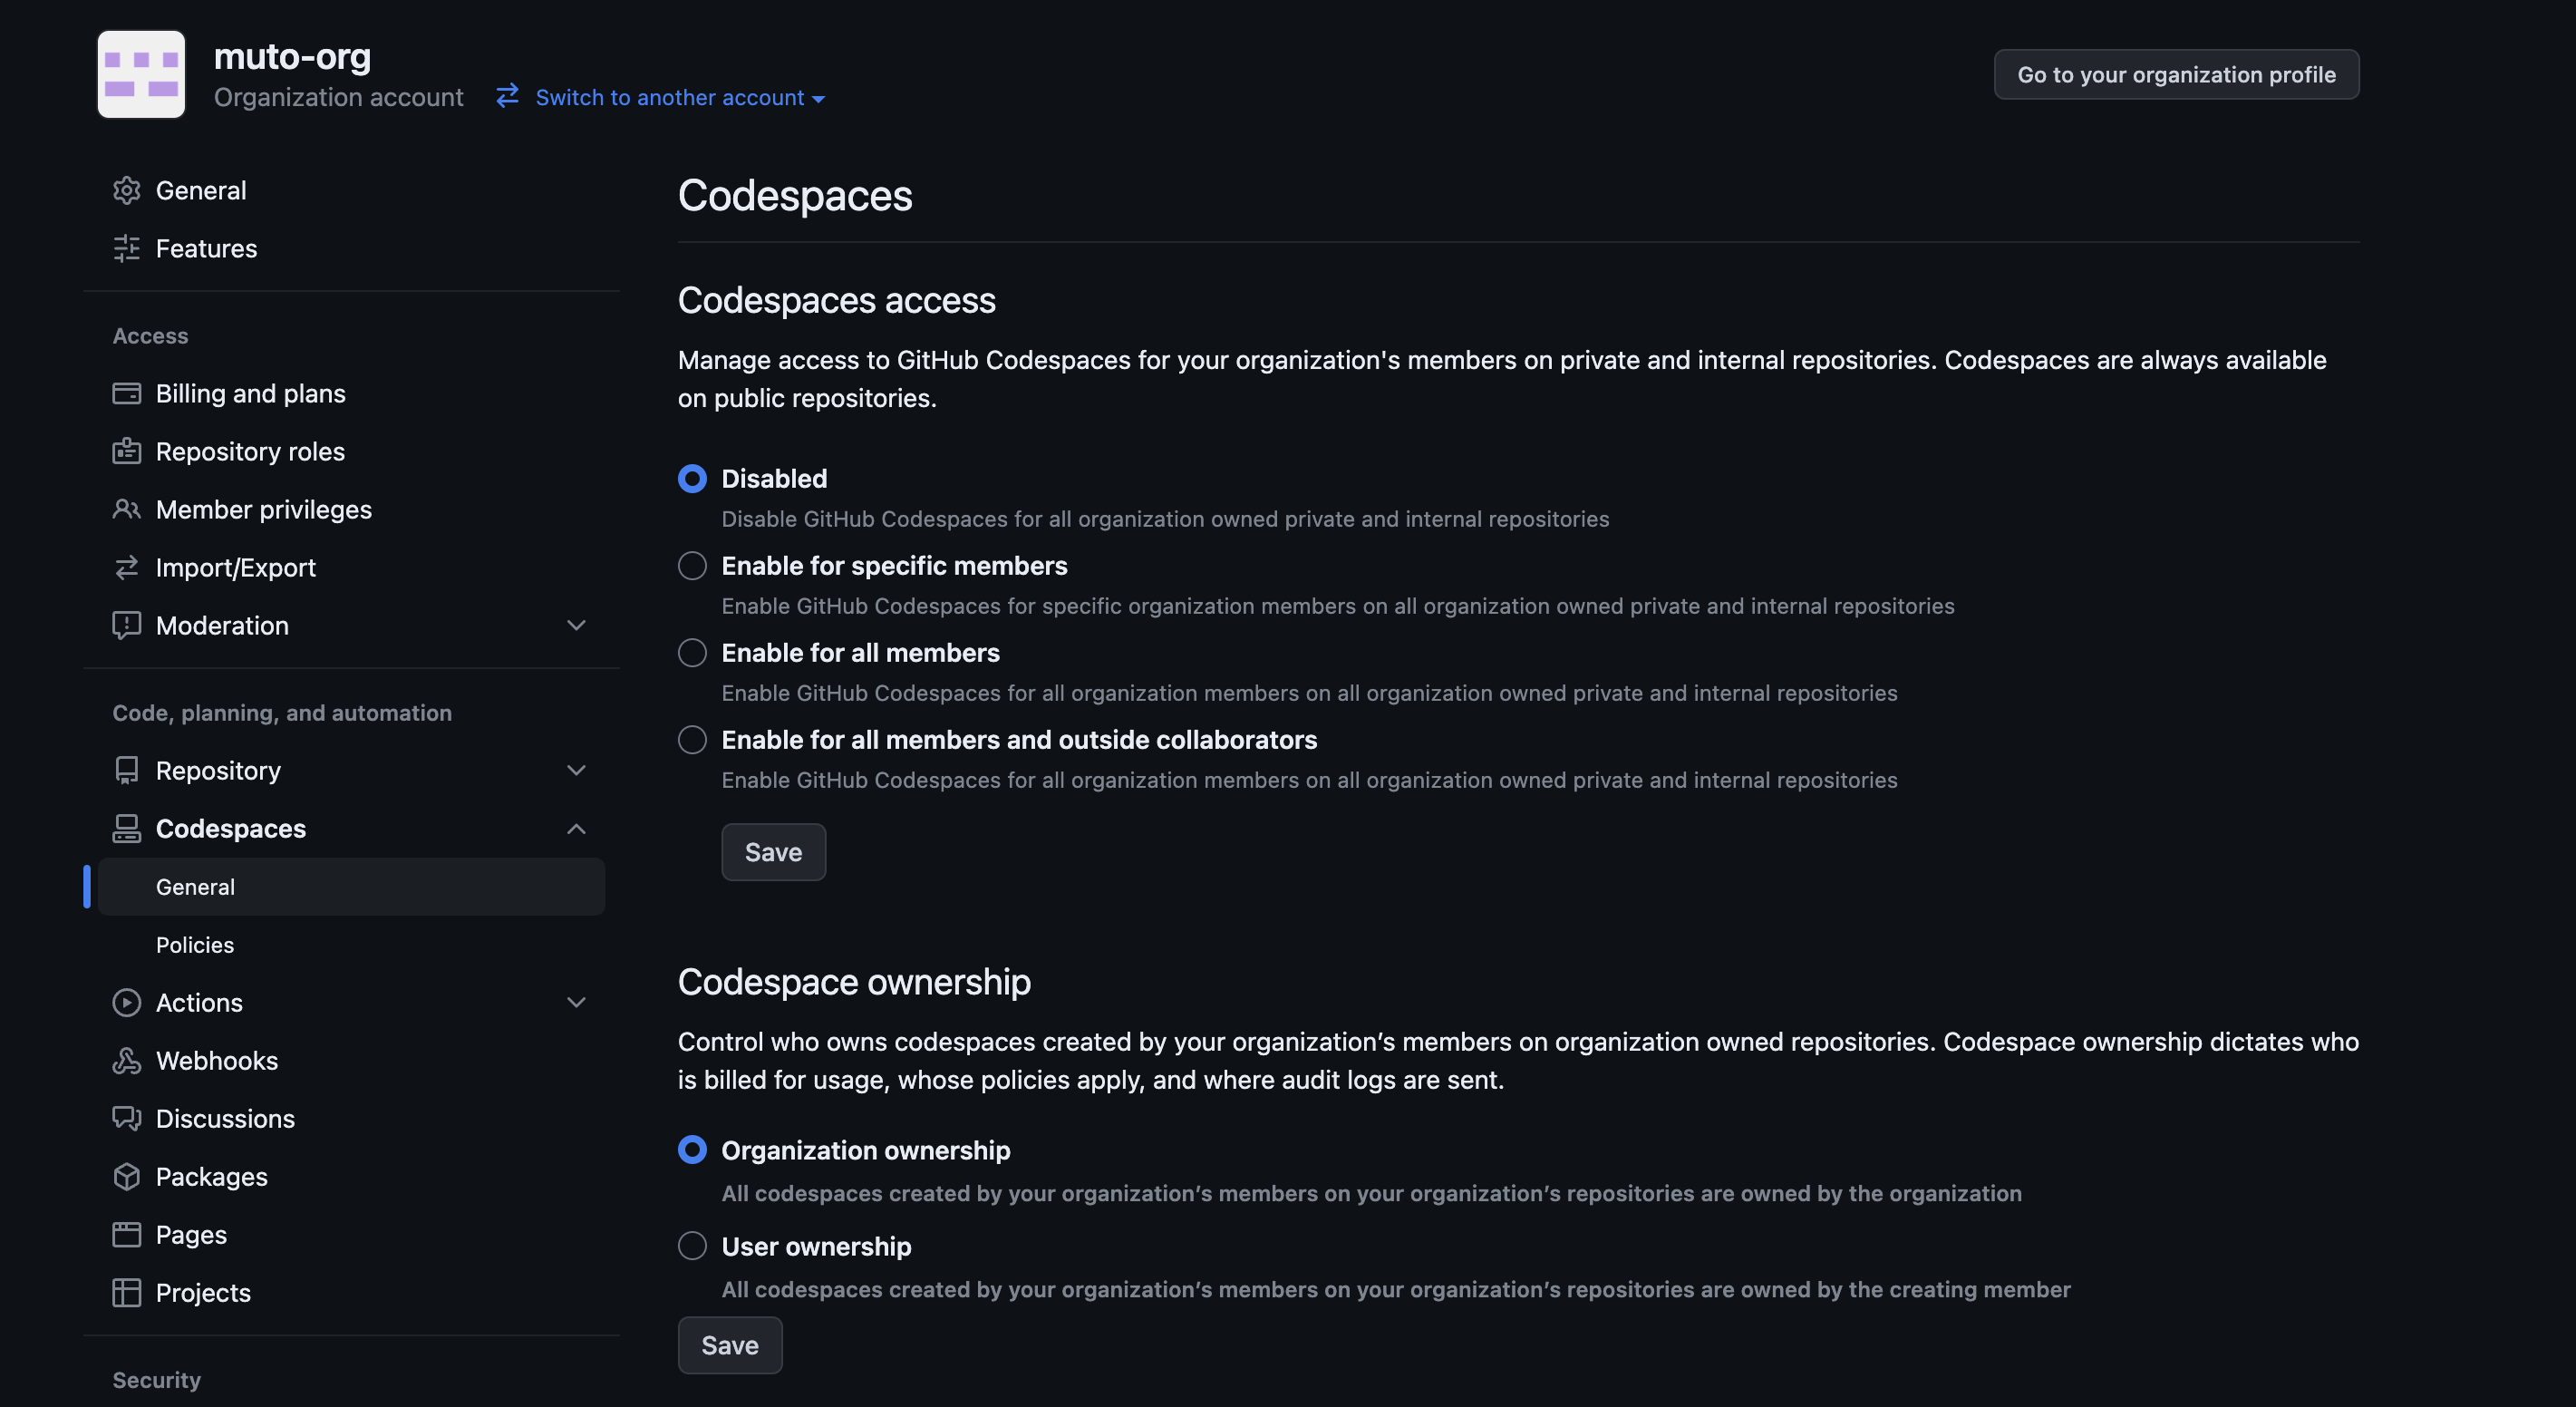 muto-org
Organization account
Switch to another account
Go to your organization profile
General
Features
Access
Billing and plans
Repository roles
Member privileges
Import/Export
Moderation
Code, planning, and automation
Repository
Codespaces
General
Policies
Actions
Webhooks
Discussions
Packages
Pages
Projects
Security
Codespaces
Codespaces access
Manage access to GitHub Codespaces for your organization's members on private and internal repositories. Codespaces are always available
on public repositories.
Disabled
Disable GitHub Codespaces for all organization owned private and internal repositories
Enable for specific members
Enable GitHub Codespaces for specific organization members on all organization owned private and internal repositories
Enable for all members
Enable GitHub Codespaces for all organization members on all organization owned private and internal repositories
Enable for all members and outside collaborators
Enable GitHub Codespaces for all organization members on all organization owned private and internal repositories
Save
Codespace ownership
Control who owns codespaces created by your organization’s members on organization owned repositories. Codespace ownership dictates who
is billed for usage, whose policies apply, and where audit logs are sent.
Organization ownership
All codespaces created by your organization’s members on your organization’s repositories are owned by the organization
User ownership
All codespaces created by your organization’s members on your organization’s repositories are owned by the creating member
Save